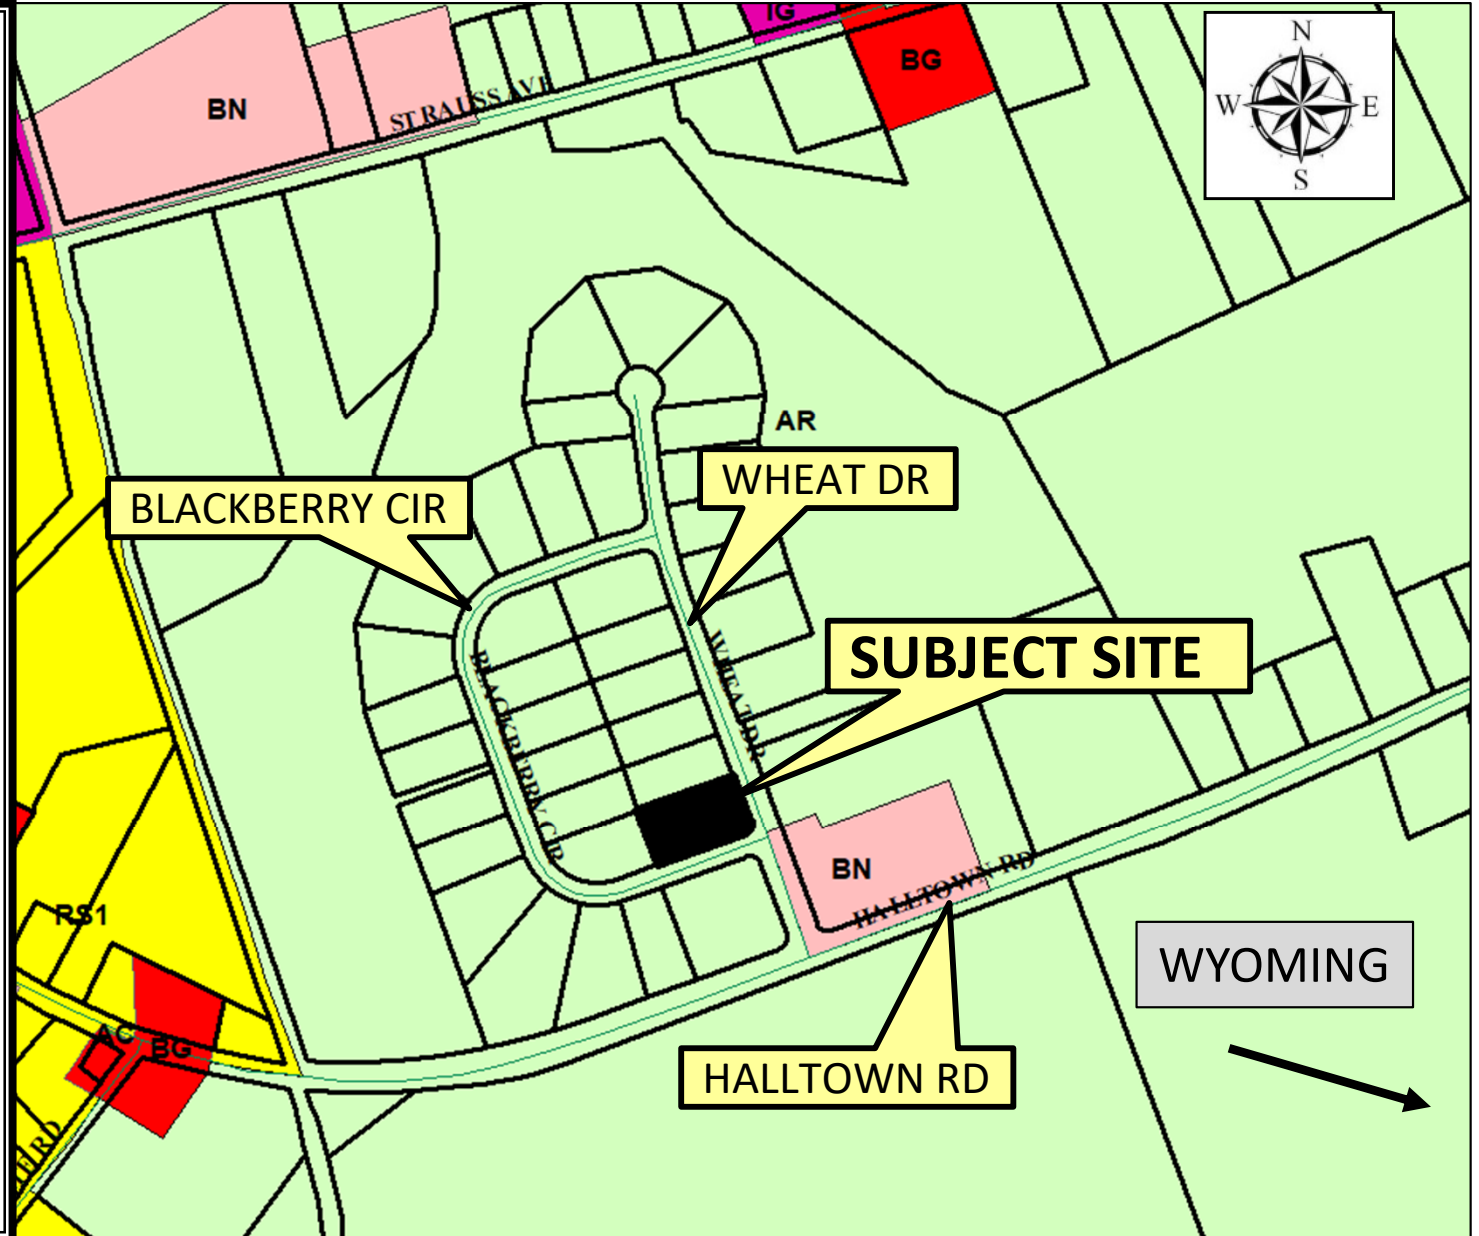 IG
BG
N
W E
S
BN
STRAUSS AVE
AR
WHEAT DR
BLACKBERRY CIR
SUBJECT SITE
WHEAT DR
BLACKBERRY CIR
BN
HALLTOWN RD
RS1
WYOMING
AC
BG
HALLTOWN RD
RD